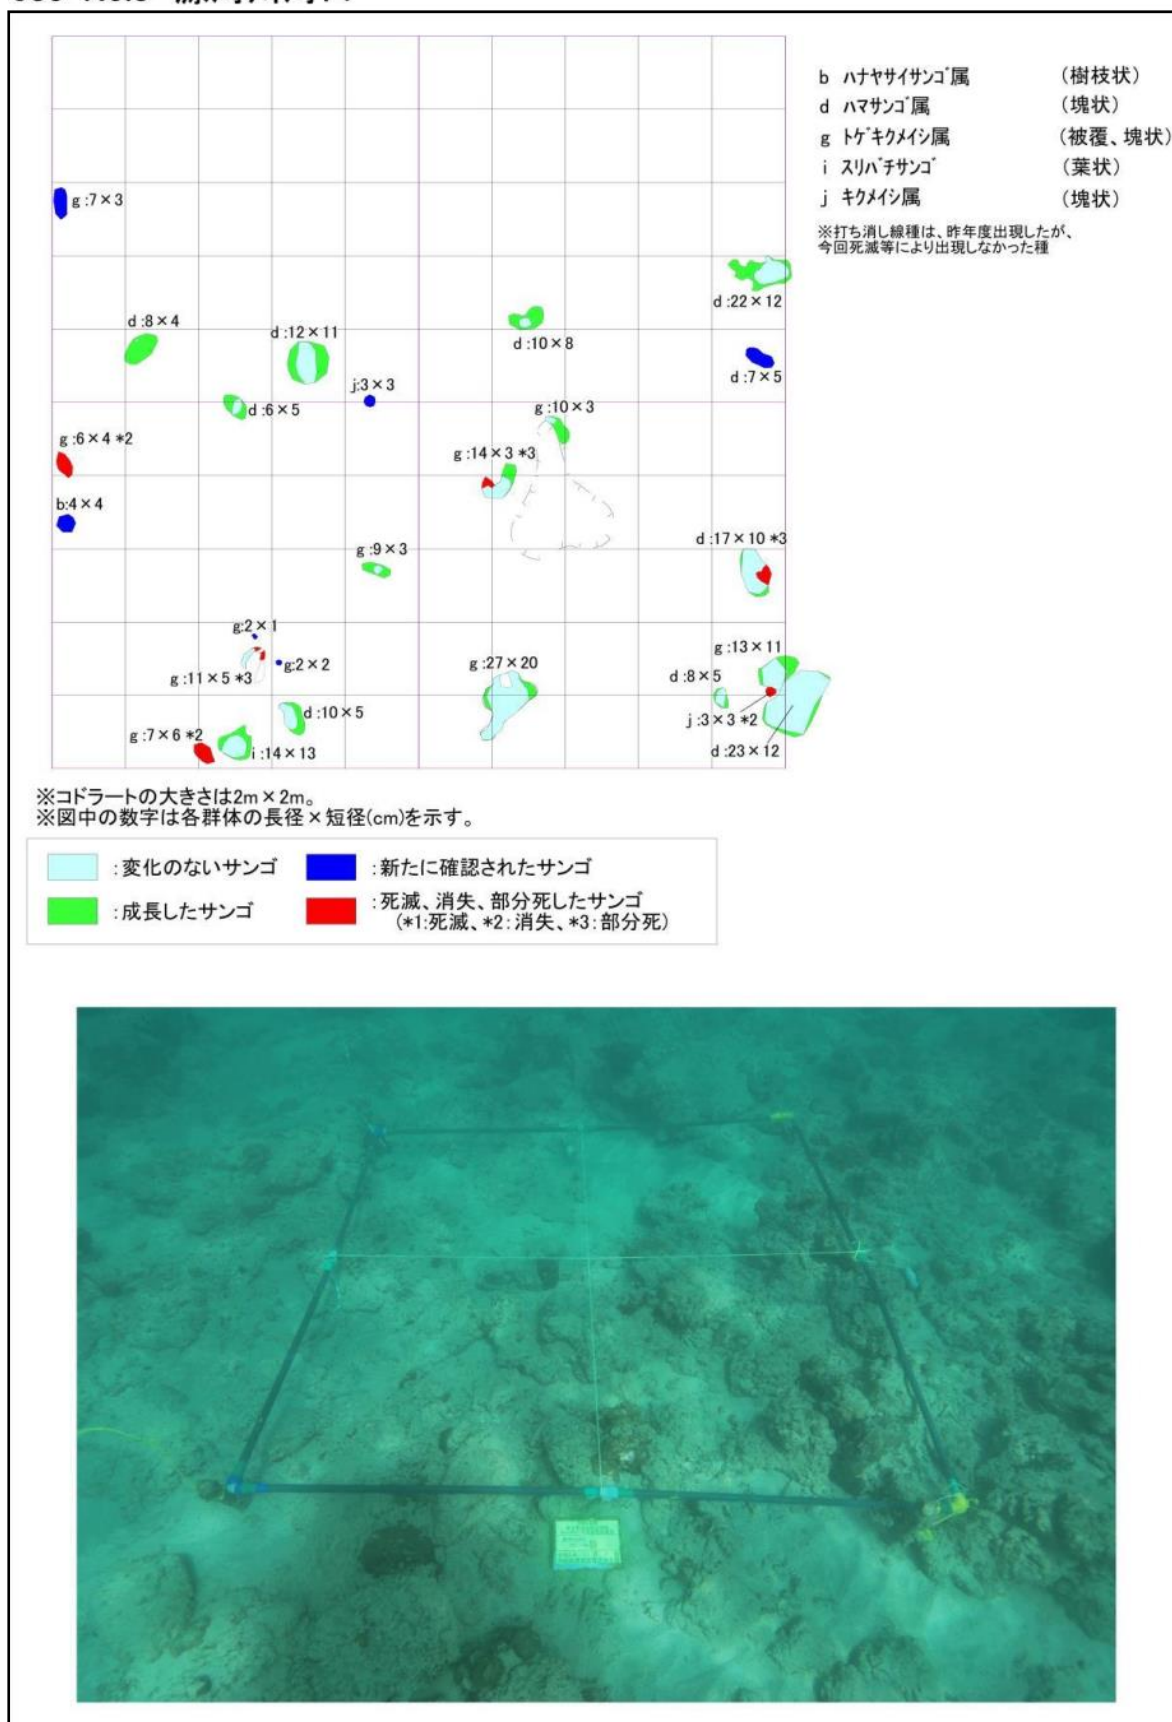 b ハナヤサイサンゴ属 (樹枝状)
d ハマサンゴ属 (塊状)
g トゲキクメイシ属 (被覆、塊状)
i スリバチサンゴ (葉状)
j キクメイシ属 (塊状)
※打ち消し線種は、昨年度出現したが、
今回死滅等により出現しなかった種
g :7×3
d :22×12
d :8×4
d :12×11
d :10×8
d :7×5
j:3×3
d :6×5
g :10×3
g :6×4 *2
g :14×3 *3
b:4×4
d :17×10 *3
g :9×3
g:2×1
g:2×2
g :11×5 *3
g :27×20
g :13×11
d :8×5
j :3×3 *2
d :10×5
g :7×6 *2
i :14×13
d :23×12
※コドラートの大きさは2m×2m。
※図中の数字は各群体の長径×短径(cm)を示す。
:変化のないサンゴ
:新たに確認されたサンゴ
:成長したサンゴ
:死滅、消失、部分死したサンゴ
(*1:死滅、*2:消失、*3:部分死)